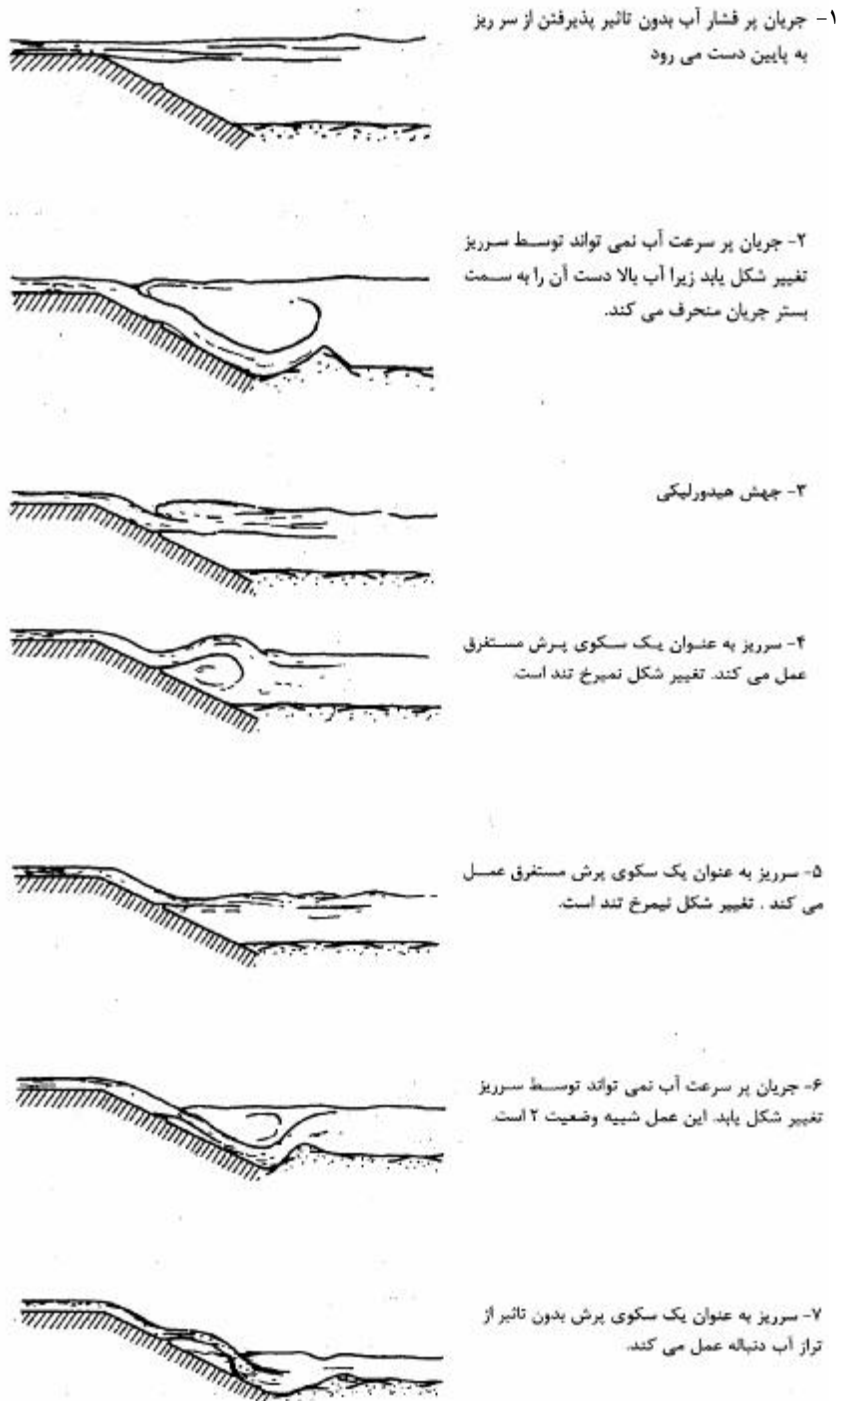 ۱- جریان پر فشار آب بدون تاثیر پذیرفتن از سر ریز
به پایین دست می رود
۲- جریان پر سرعت آب نمی تواند توسط سرریز
تغییر شکل یابد زیرا آب بالا دست آن را به سمت
بستر جریان منحرف می کند.
۳- جهش هیدورلیکی
۴- سرریز به عنوان یک سکوی پرش مستفرق
عمل می کند. تغییر شکل نمیرخ تند است.
۵- سرریز به عنوان یک سکوی پرش مستغرق عمل
می کند . تغییر شکل نیمرخ تند است.
۶- جریان پر سرعت آب نمی تواند توسط سرریز
تغییر شکل یابد. این عمل شبیه وضعیت ۲ است.
۷- سرریز به عنوان یک سکوی پرش بدون تاثیر از
تراز آب دنباله عمل می کند.